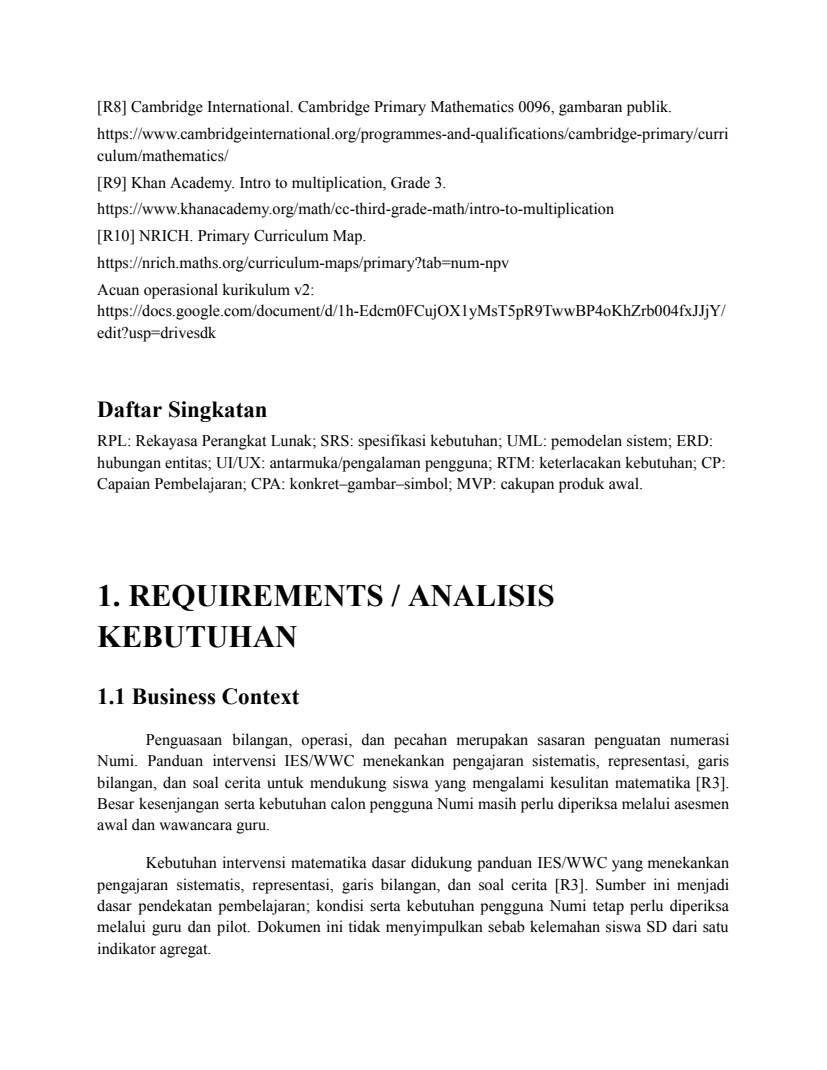 [R8] Cambridge International. Cambridge Primary Mathematics 0096, gambaran publik.
https://www.cambridgeinternational.org/programmes-and-qualifications/cambridge-primary/curri
culum/mathematics/
[R9] Khan Academy. Intro to multiplication, Grade 3.
https://www.khanacademy.org/math/cc-third-grade-math/intro-to-multiplication
[R10] NRICH. Primary Curriculum Map.
https://nrich.maths.org/curriculum-maps/primary?tab=num-npv
Acuan operasional kurikulum v2:
https://docs.google.com/document/d/1h-Edcm0FCujOX1yMsT5pR9TwwBP4oKhZrb004fxJJjY/
edit?usp=drivesdk
Daftar Singkatan
RPL: Rekayasa Perangkat Lunak; SRS: spesifikasi kebutuhan; UML: pemodelan sistem; ERD:
hubungan entitas; UI/UX: antarmuka/pengalaman pengguna; RTM: keterlacakan kebutuhan; CP:
Capaian Pembelajaran; CPA: konkret–gambar–simbol; MVP: cakupan produk awal.
1. REQUIREMENTS / ANALISIS
KEBUTUHAN
1.1 Business Context
Penguasaan bilangan, operasi, dan pecahan merupakan sasaran penguatan numerasi
Numi. Panduan intervensi IES/WWC menekankan pengajaran sistematis, representasi, garis
bilangan, dan soal cerita untuk mendukung siswa yang mengalami kesulitan matematika [R3].
Besar kesenjangan serta kebutuhan calon pengguna Numi masih perlu diperiksa melalui asesmen
awal dan wawancara guru.
Kebutuhan intervensi matematika dasar didukung panduan IES/WWC yang menekankan
pengajaran sistematis, representasi, garis bilangan, dan soal cerita [R3]. Sumber ini menjadi
dasar pendekatan pembelajaran; kondisi serta kebutuhan pengguna Numi tetap perlu diperiksa
melalui guru dan pilot. Dokumen ini tidak menyimpulkan sebab kelemahan siswa SD dari satu
indikator agregat.